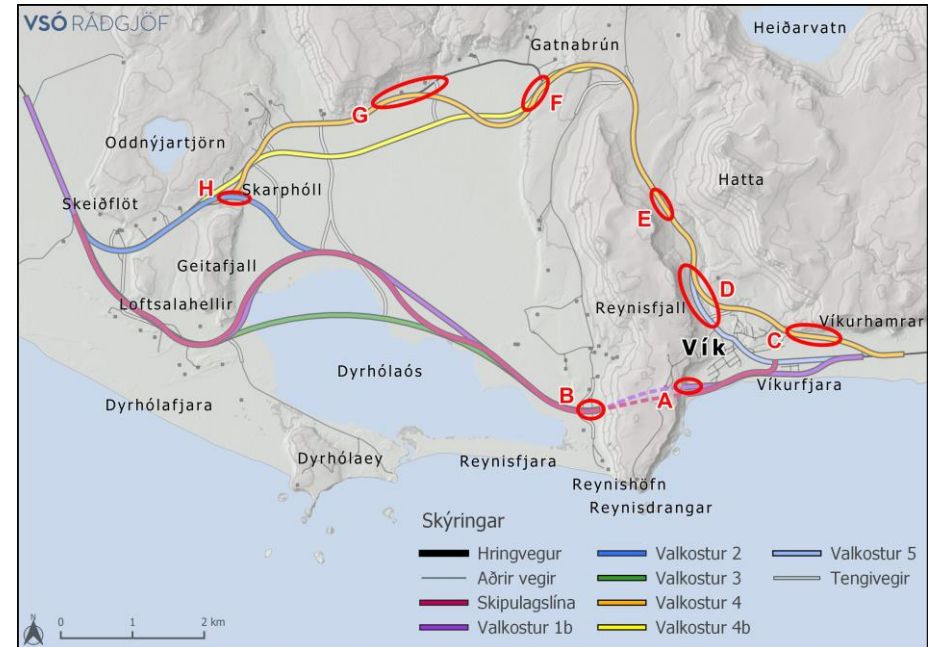 VSÓ RÁÐGJÖF
Heiðarvatn
Gatnabrún
G
F
Oddnýjartjörn
H
Skarphóll
Hatta
Skeiðflöt
E
Geitafjall
D
Loftsalahellir
Reynisfjall
Víkurhamrar
C
Vík
Dyrhólaós
B
A
Víkurfjara
Dyrhólafjara
Dyrhólaey
Reynisfjara
Reynishöfn
Reynisdrangar
Skýringar
Hringvegur
Valkostur 2
Valkostur 5
Aðrir vegir
Valkostur 3
Tengivegir
Skipulagslína
Valkostur 4
Valkostur 1b
Valkostur 4b
N
0 1 2 km